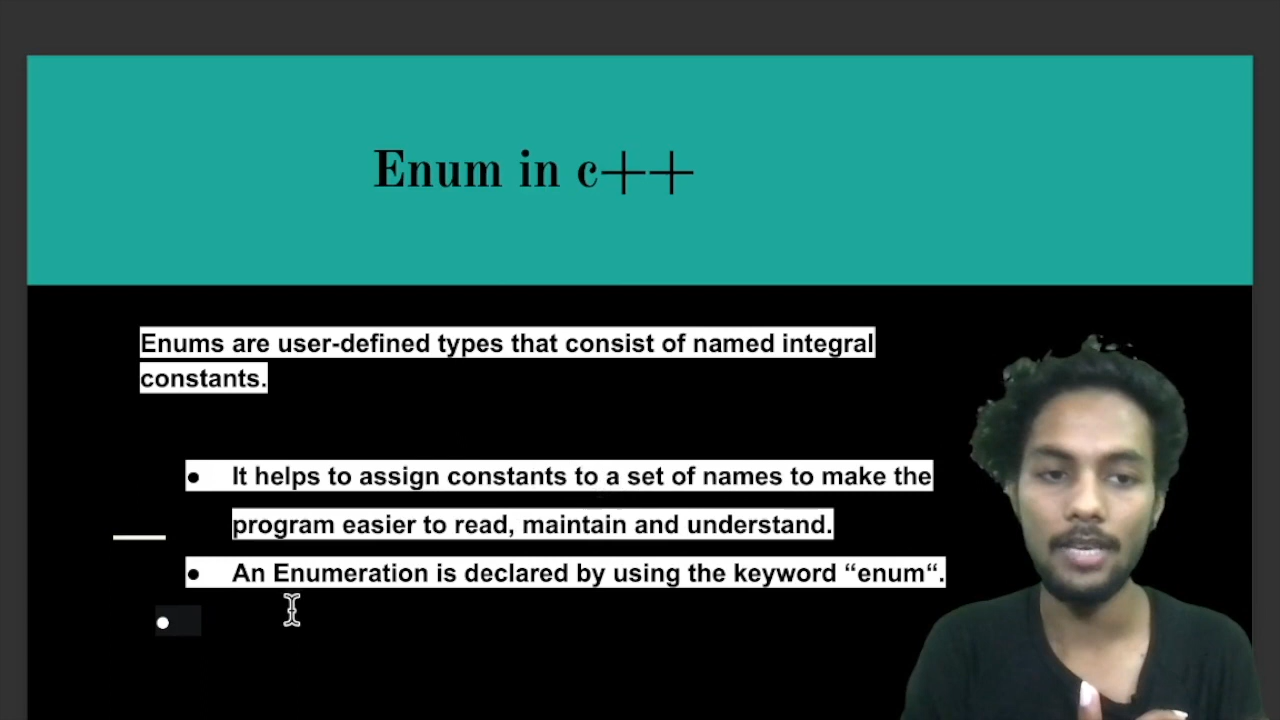 Enum in c++
Enums are user-defined types that consist of named integral
constants.
● It helps to assign constants to a set of names to make the
program easier to read, maintain and understand.
● An Enumeration is declared by using the keyword “enum“.
●